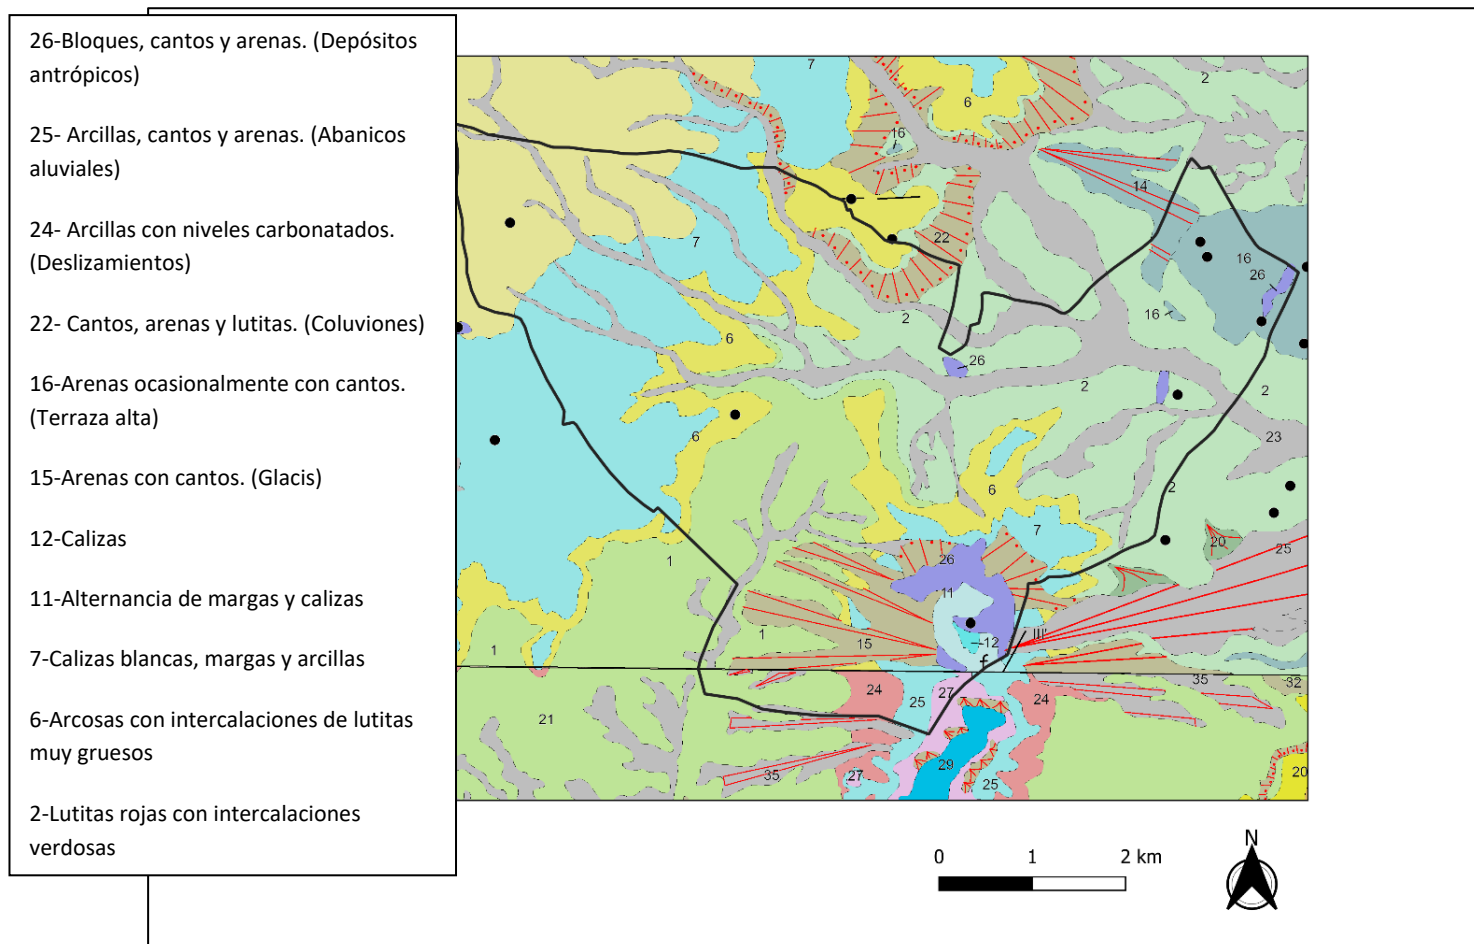 26-Bloques, cantos y arenas. (Depósitos
antrópicos)
25- Arcillas, cantos y arenas. (Abanicos
aluviales)
24- Arcillas con niveles carbonatados.
(Deslizamientos)
22- Cantos, arenas y lutitas. (Coluviones)
16-Arenas ocasionalmente con cantos.
(Terraza alta)
15-Arenas con cantos. (Glacis)
12-Calizas
11-Alternancia de margas y calizas
7-Calizas blancas, margas y arcillas
6-Arcosas con intercalaciones de lutitas
muy gruesos
2-Lutitas rojas con intercalaciones
verdosas
7
2
6
16
14
7
22
16
26
2
16
6
26
2
2
6
23
6
2
7
20
25
26
1
11
1
15
12
III'
f
1
24
25
27
24
35
32
21
35
27
29
25
20
N
0 1 2 km